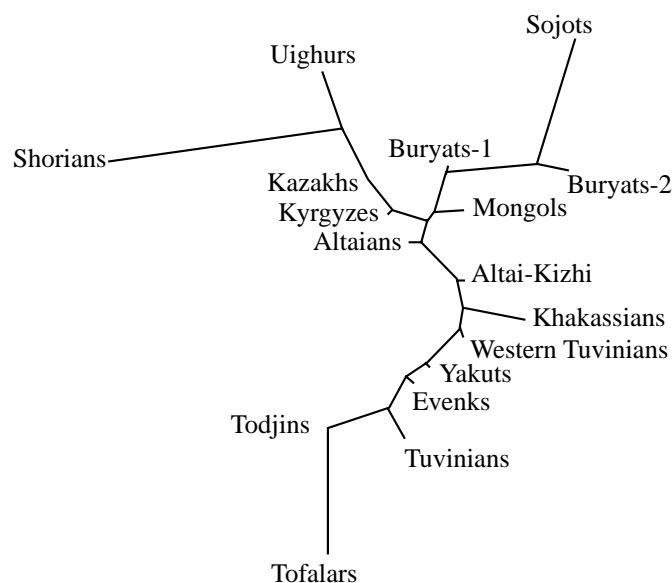 Sojots
Uighurs
Buryats-1
Shorians
Kazakhs
Buryats-2
Kyrgyzes
Mongols
Altaians
Altai-Kizhi
Khakassians
Western Tuvinians
Yakuts
Evenks
Todjins
Tuvinians
Tofalars